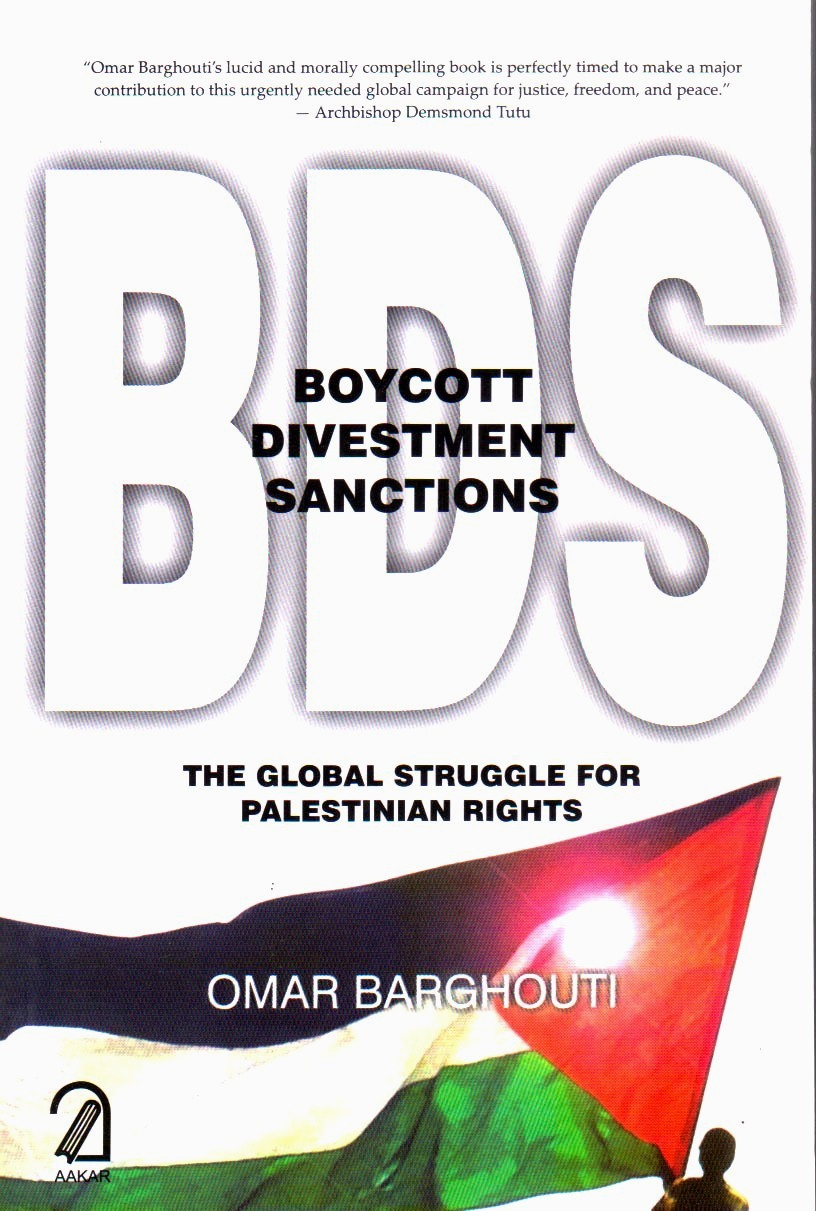 “Omar Barghouti’s lucid and morally compelling book is perfectly timed to make a major
contribution to this urgently needed global campaign for justice, freedom, and peace.”
— Archbishop Demsmond Tutu
BDS
BOYCOTT
DIVESTMENT
SANCTIONS
THE GLOBAL STRUGGLE FOR
PALESTINIAN RIGHTS
OMAR BARGHOUTI
AAKAR